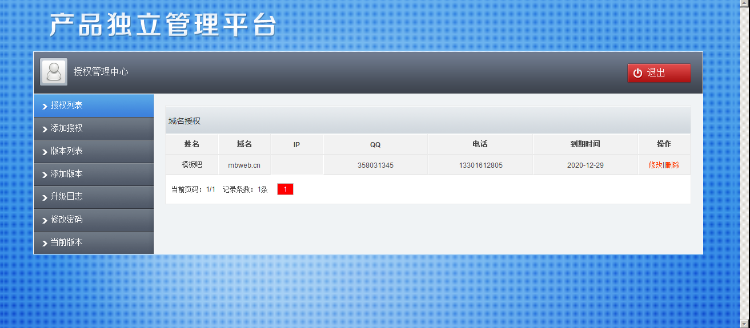 产品独立管理平台
授权管理中心
退出
授权列表
添加授权
版本列表
添加版本
升级日志
修改密码
当前版本
域名授权
姓名 域名 IP QQ 电话 到期时间 操作
模板吧 mbweb.cn 358031345 13301612805 2020-12-29 修改|删除
当前页码：1/1 记录条数：1条 1